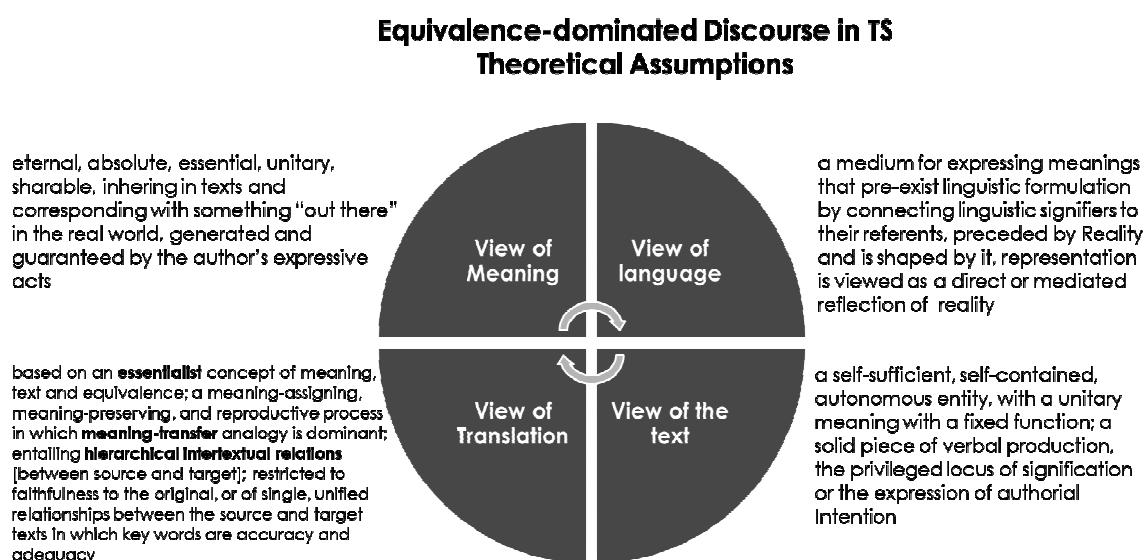 Equivalence-dominated Discourse in TS
Theoretical Assumptions
eternal, absolute, essential, unitary,
sharable, inhering in texts and
corresponding with something “out there”
in the real world, generated and
guaranteed by the author’s expressive
acts
View of
Meaning
View of
language
a medium for expressing meanings
that pre-exist linguistic formulation
by connecting linguistic signifiers to
their referents, preceded by Reality
and is shaped by it, representation
is viewed as a direct or mediated
reflection of reality
based on an essentialist concept of meaning,
text and equivalence; a meaning-assigning,
meaning-preserving, and reproductive process
in which meaning-transfer analogy is dominant;
entailing hierarchical intertextual relations
[between source and target]; restricted to
faithfulness to the original, or of single, unified
relationships between the source and target
texts in which key words are accuracy and
adequacy
View of
Translation
View of the
text
a self-sufficient, self-contained,
autonomous entity, with a unitary
meaning with a fixed function; a
solid piece of verbal production,
the privileged locus of signification
or the expression of authorial
Intention